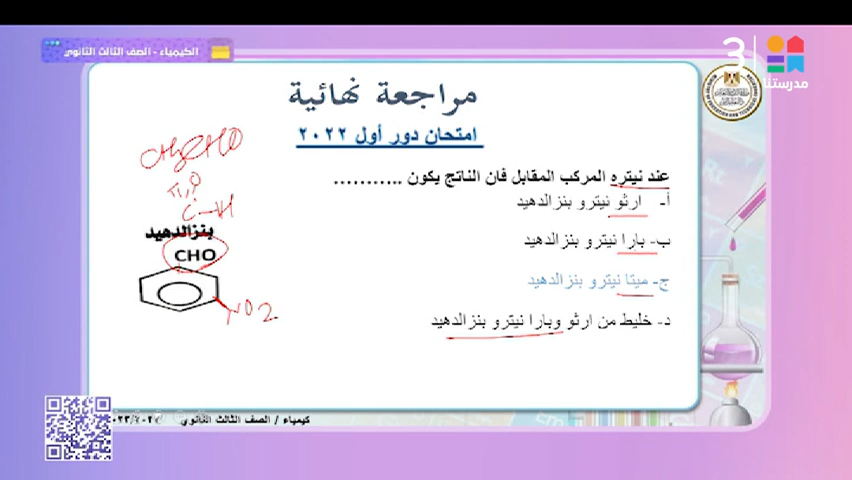 الكيمياء - الصف الثالث الثانوي
3
مدرستنا
مراجعة نهائية
امتحان دور أول ٢٠٢٢
عند نيتره المركب المقابل فان الناتج يكون ...........
أ- ارثو نيترو بنزالدهيد
ب- بارا نيترو بنزالدهيد
ج- ميتا نيترو بنزالدهيد
د- خليط من ارثو وبارا نيترو بنزالدهيد
CH3CHO
C-H
بنزالدهيد
CHO
NO2
كيمياء / الصف الثالث الثانوي